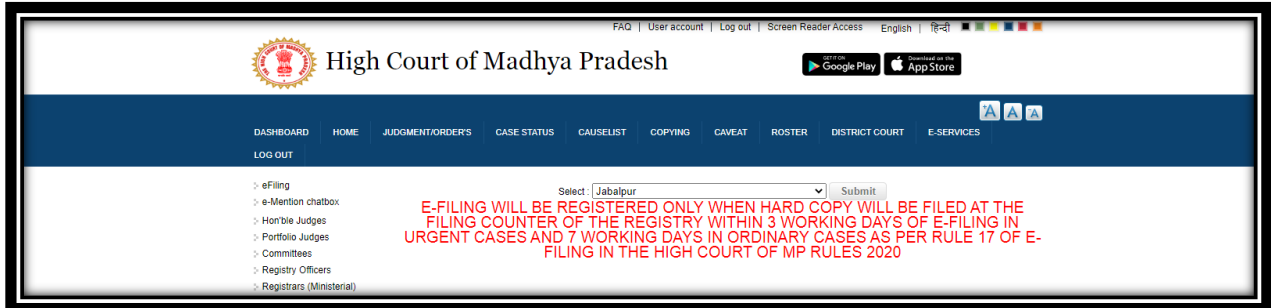 FAQ | User account | Log out | Screen Reader Access English | हिन्दी
High Court of Madhya Pradesh
GET IT ON Google Play
Download on the App Store
+A A -A
DASHBOARD HOME JUDGMENT/ORDER'S CASE STATUS CAUSELIST COPYING CAVEAT ROSTER DISTRICT COURT E-SERVICES
LOG OUT
eFiling
e-Mention chatbox
Hon'ble Judges
Portfolio Judges
Committees
Registry Officers
Registrars (Ministerial)
Select : Jabalpur Submit
E-FILING WILL BE REGISTERED ONLY WHEN HARD COPY WILL BE FILED AT THE
FILING COUNTER OF THE REGISTRY WITHIN 3 WORKING DAYS OF E-FILING IN
URGENT CASES AND 7 WORKING DAYS IN ORDINARY CASES AS PER RULE 17 OF E-
FILING IN THE HIGH COURT OF MP RULES 2020